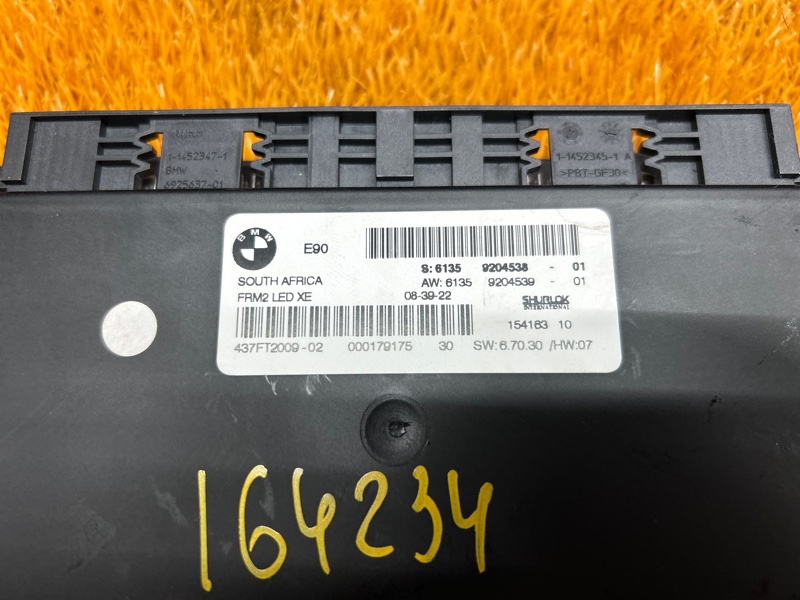 1-1452347-1
BMW
6925637-01
1-1452345-1 A
>PBT-GF30<
BMW
E90
S: 6135 9204538 - 01
SOUTH AFRICA
AW: 6135 9204539 - 01
FRM2 LED XE
08-39-22
SHURLOK
INTERNATIONAL
154163 10
437FT2009-02 000179175 30 SW: 6.70.30 /HW:07
164234